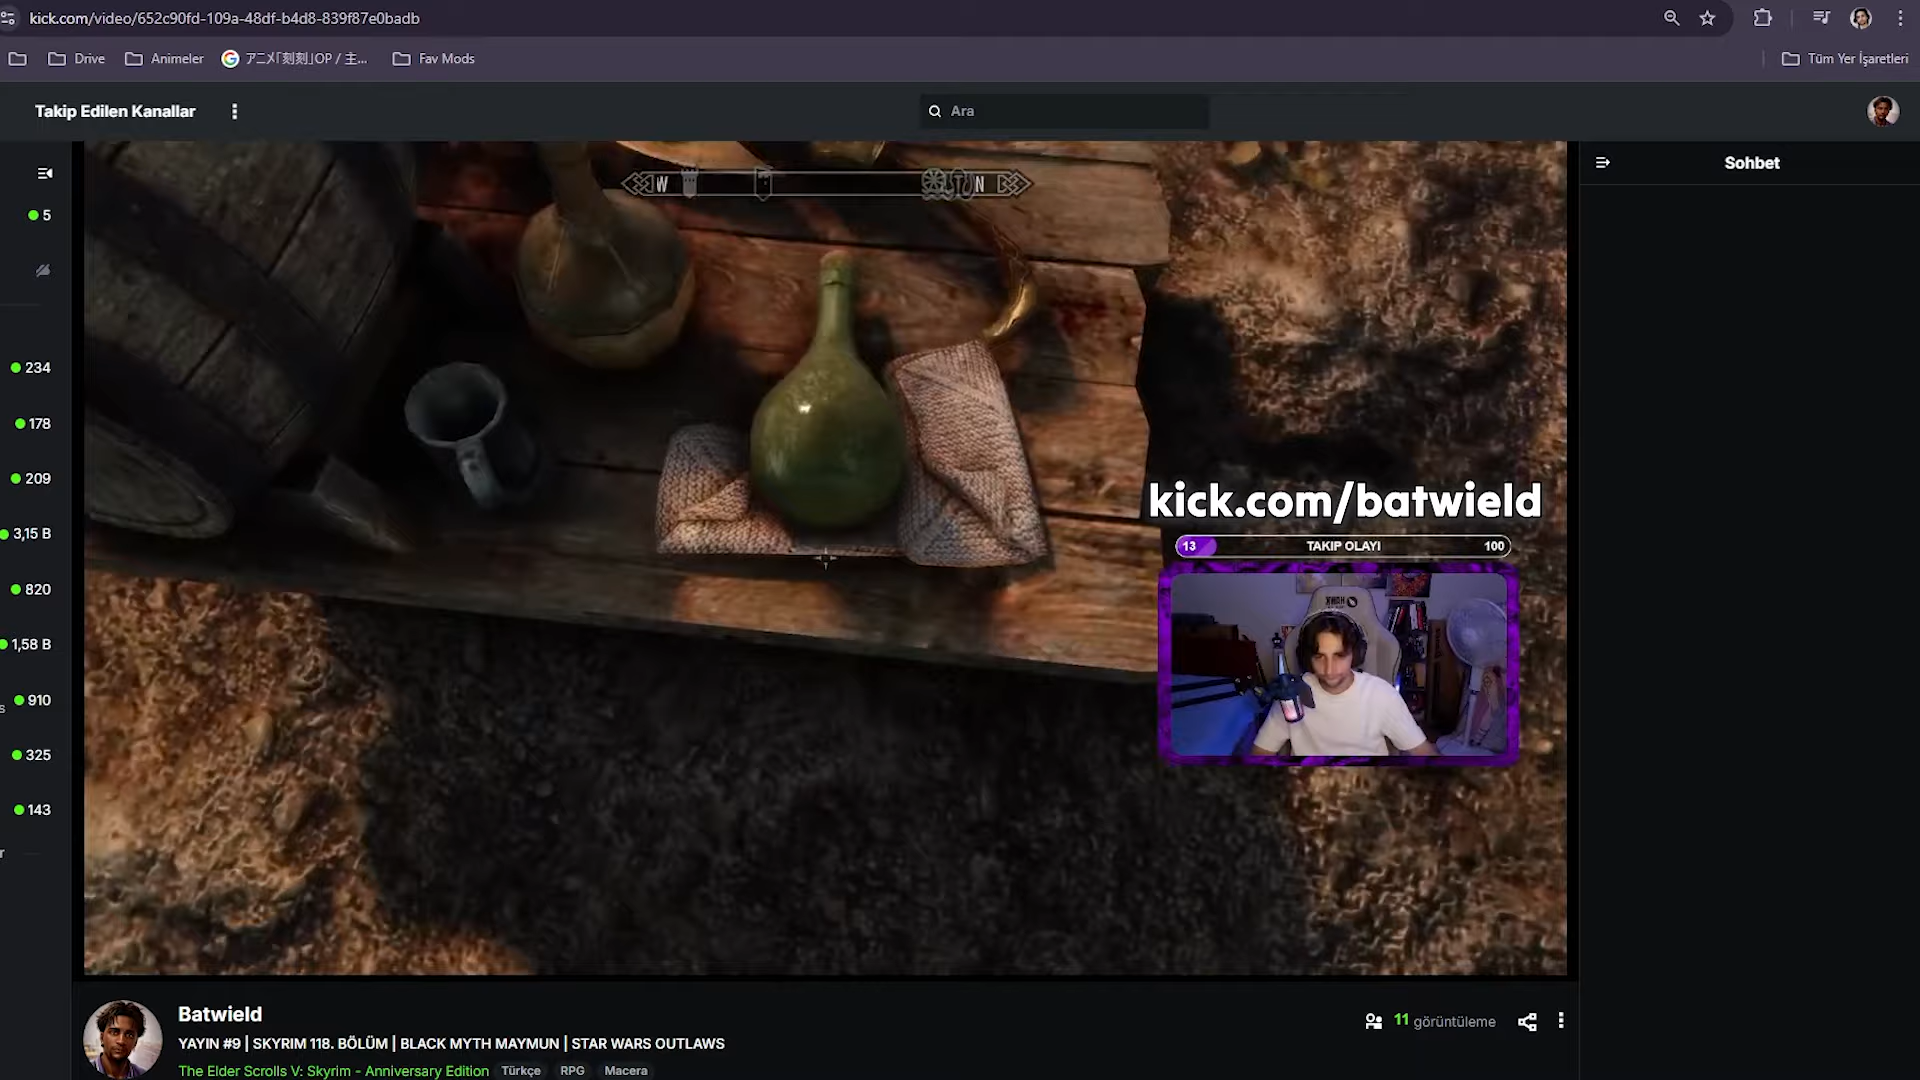 kick.com/video/652c90fd-109a-48df-b4d8-839f87e0badb
Drive
Animeler
アニメ「刻刻」OP / 主...
Fav Mods
Tüm Yer İşaretleri
Takip Edilen Kanallar
Ara
Sohbet
W
N
5
234
178
209
3,15 B
820
1,58 B
s
910
325
143
r
kick.com/batwield
13
TAKIP OLAYI
100
HAWK
Batwield
11 görüntüleme
YAYIN #9 | SKYRIM 118. BÖLÜM | BLACK MYTH MAYMUN | STAR WARS OUTLAWS
The Elder Scrolls V: Skyrim - Anniversary Edition
Türkçe
RPG
Macera